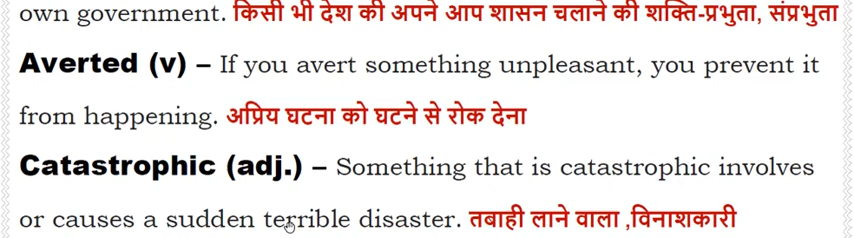 own government. किसी भी देश की अपने आप शासन चलाने की शक्ति-प्रभुता, संप्रभुता
Averted (v) – If you avert something unpleasant, you prevent it
from happening. अप्रिय घटना को घटने से रोक देना
Catastrophic (adj.) – Something that is catastrophic involves
or causes a sudden terrible disaster. तबाही लाने वाला ,विनाशकारी